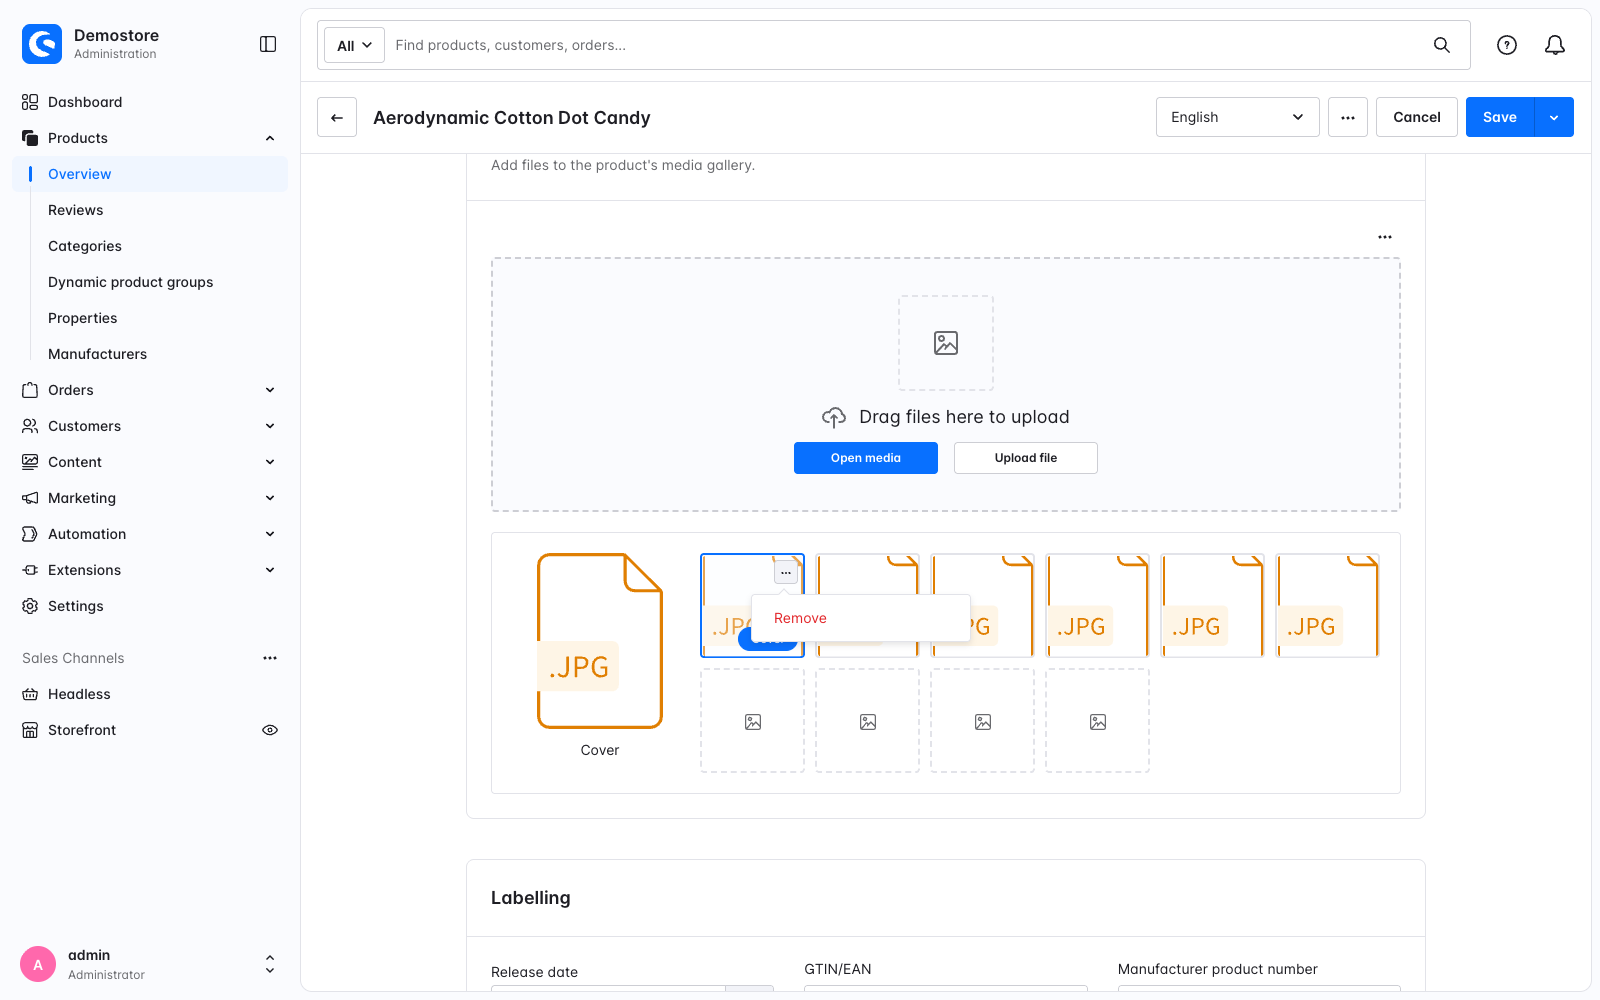 Demostore
Administration
Dashboard
Products
Overview
Reviews
Categories
Dynamic product groups
Properties
Manufacturers
Orders
Customers
Content
Marketing
Automation
Extensions
Settings
Sales Channels
Headless
Storefront
A
admin
Administrator
All
Find products, customers, orders...
Aerodynamic Cotton Dot Candy
English
Cancel
Save
Add files to the product's media gallery.
Drag files here to upload
Open media
Upload file
.JPG
Cover
.JP
Remove
PG
.JPG
.JPG
.JPG
Labelling
Release date
GTIN/EAN
Manufacturer product number